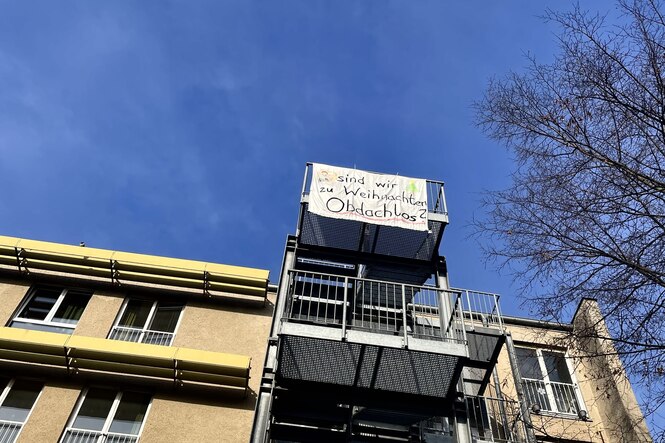 sind wir
zu Weihnachten
Obdachlos?